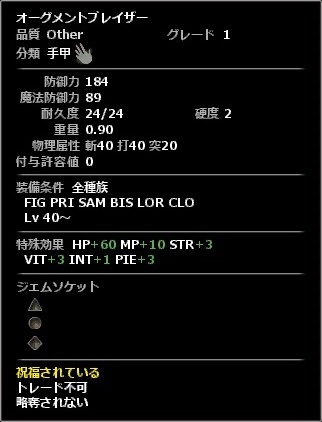 オーグメントブレイザー
品質 Other グレード 1
分類 手甲
防御力 184
魔法防御力 89
耐久度 24/24 硬度 2
重量 0.90
物理属性 斬40 打40 突20
付与許容値 0
装備条件 全種族
FIG PRI SAM BIS LOR CLO
Lv 40～
特殊効果 HP+60 MP+10 STR+3
VIT+3 INT+1 PIE+3
ジェムソケット
祝福されている
トレード不可
略奪されない